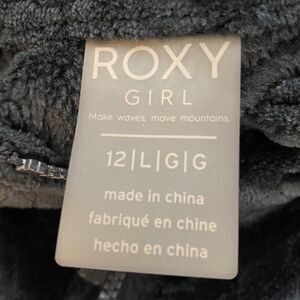 ROXY
GIRL
Make waves, move mountains.
12|L|G|G
made in china
fabriqué en chine
hecho en china